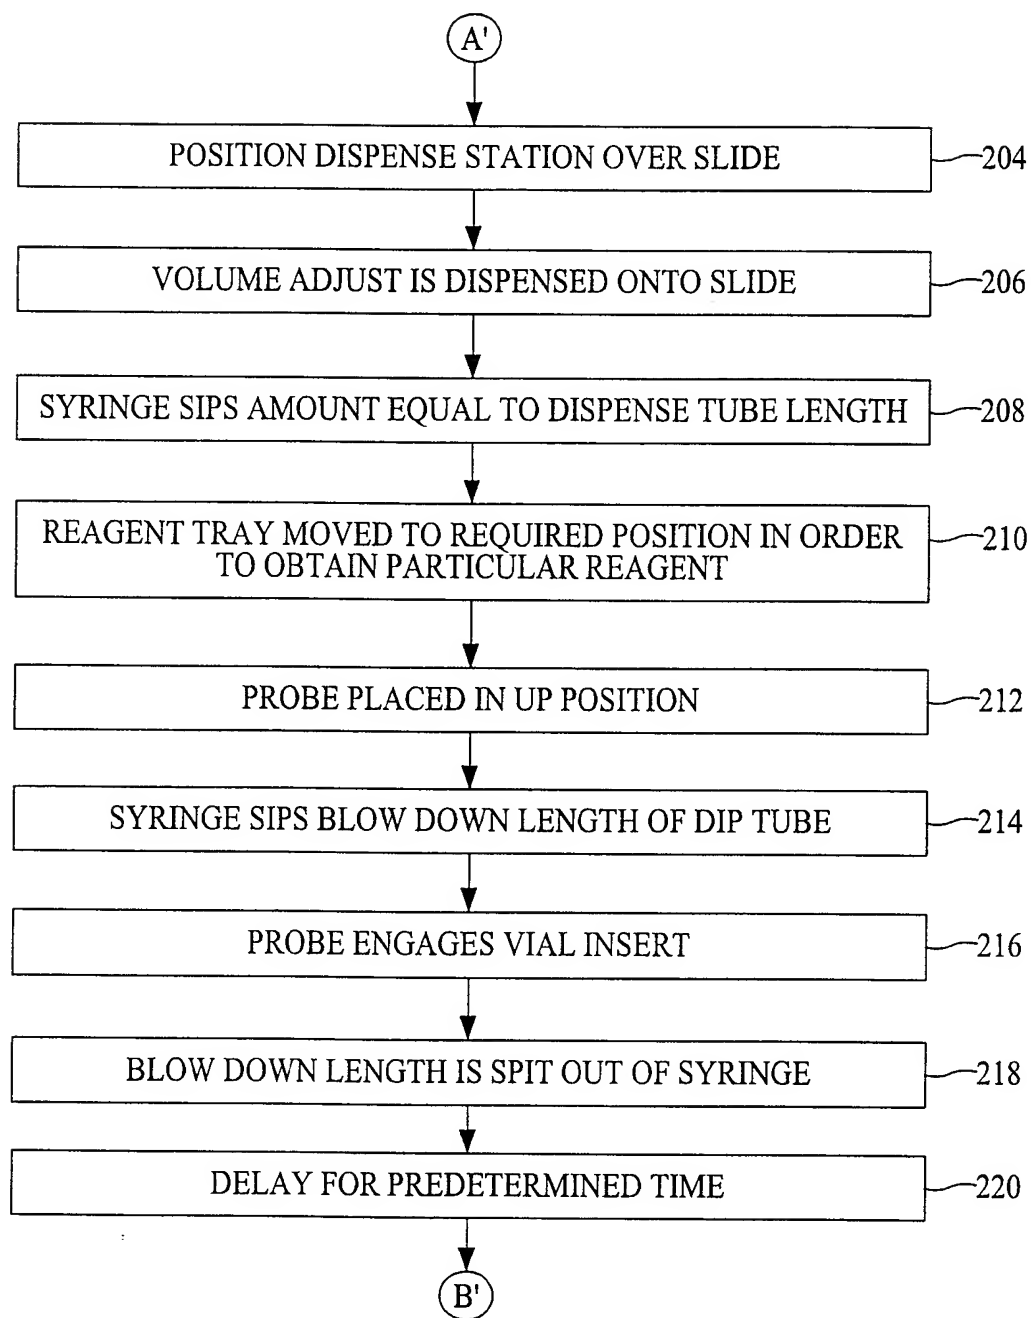 A'
POSITION DISPENSE STATION OVER SLIDE
204
VOLUME ADJUST IS DISPENSED ONTO SLIDE
206
SYRINGE SIPS AMOUNT EQUAL TO DISPENSE TUBE LENGTH
208
REAGENT TRAY MOVED TO REQUIRED POSITION IN ORDER
TO OBTAIN PARTICULAR REAGENT
210
PROBE PLACED IN UP POSITION
212
SYRINGE SIPS BLOW DOWN LENGTH OF DIP TUBE
214
PROBE ENGAGES VIAL INSERT
216
BLOW DOWN LENGTH IS SPIT OUT OF SYRINGE
218
DELAY FOR PREDETERMINED TIME
220
B'